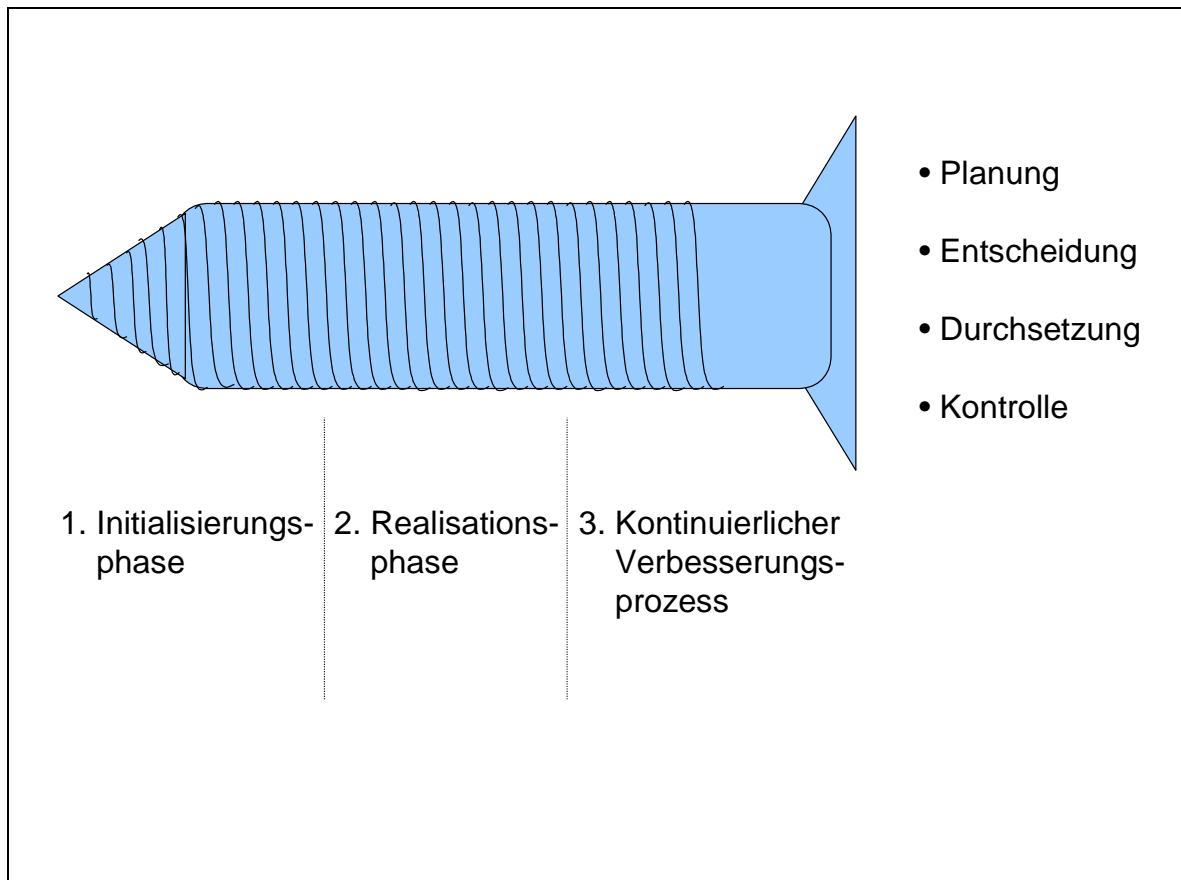 • Planung
• Entscheidung
• Durchsetzung
• Kontrolle
1. Initialisierungs-
phase
2. Realisations-
phase
3. Kontinuierlicher
Verbesserungs-
prozess